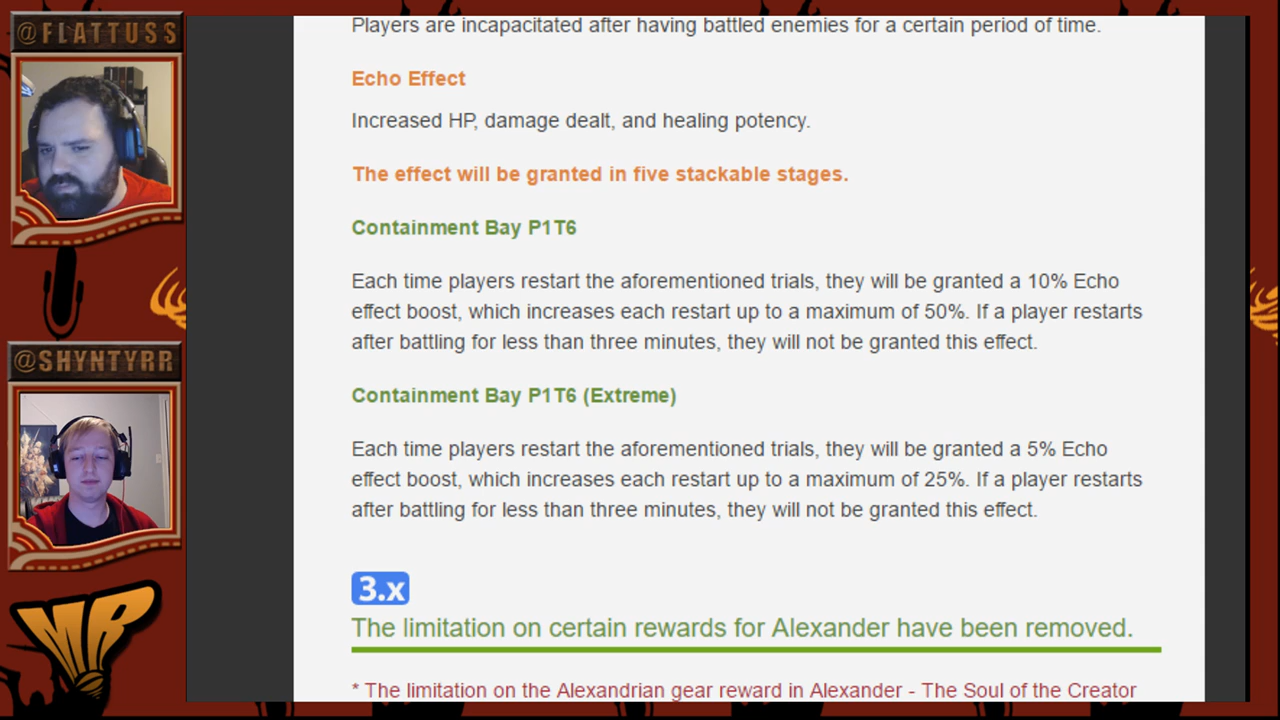 @FLATTUSS
@SHYNTYRR
MR
Players are incapacitated after having battled enemies for a certain period of time.
Echo Effect
Increased HP, damage dealt, and healing potency.
The effect will be granted in five stackable stages.
Containment Bay P1T6
Each time players restart the aforementioned trials, they will be granted a 10% Echo
effect boost, which increases each restart up to a maximum of 50%. If a player restarts
after battling for less than three minutes, they will not be granted this effect.
Containment Bay P1T6 (Extreme)
Each time players restart the aforementioned trials, they will be granted a 5% Echo
effect boost, which increases each restart up to a maximum of 25%. If a player restarts
after battling for less than three minutes, they will not be granted this effect.
3.x
The limitation on certain rewards for Alexander have been removed.
* The limitation on the Alexandrian gear reward in Alexander - The Soul of the Creator